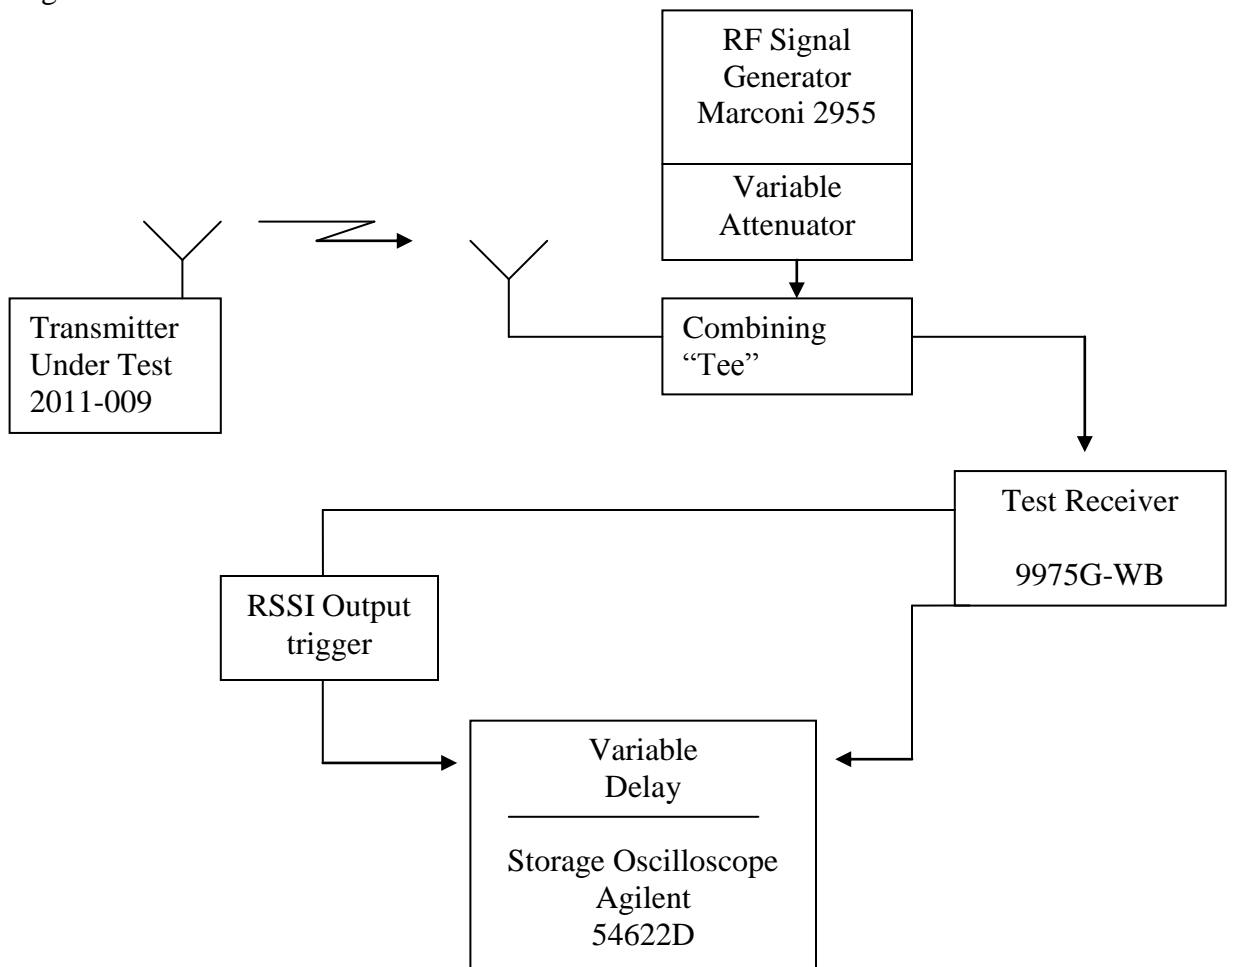 RF Signal
Generator
Marconi 2955
Variable
Attenuator
Transmitter
Under Test
2011-009
Combining
“Tee”
Test Receiver
9975G-WB
RSSI Output
trigger
Variable
Delay
Storage Oscilloscope
Agilent
54622D